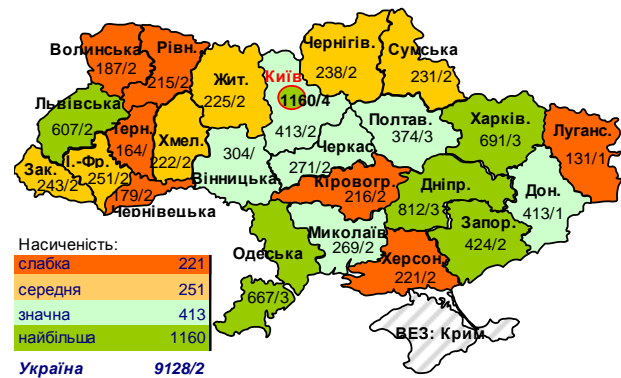 Волинська
187/2
Рівн.
215/2
Жит.
225/2
Київ
1160/4
413/2
Чернігів.
238/2
Сумська
231/2
Львівська
607/2
Терн.
164/
Хмел.
222/2
304/
Вінницька
Черкас.
271/2
Полтав.
374/3
Харків.
691/3
Луганс.
131/1
Зак.
243/2
І.-Фр.
251/2
179/2
Чернівецька
Кіровогр.
216/2
Дніпр.
812/3
Дон.
413/1
Одеська
667/3
Миколаїв
269/2
Херсон.
221/2
Запор.
424/2
ВЕЗ: Крим
Насиченість:
слабка 221
середня 251
значна 413
найбільша 1160
Україна 9128/2